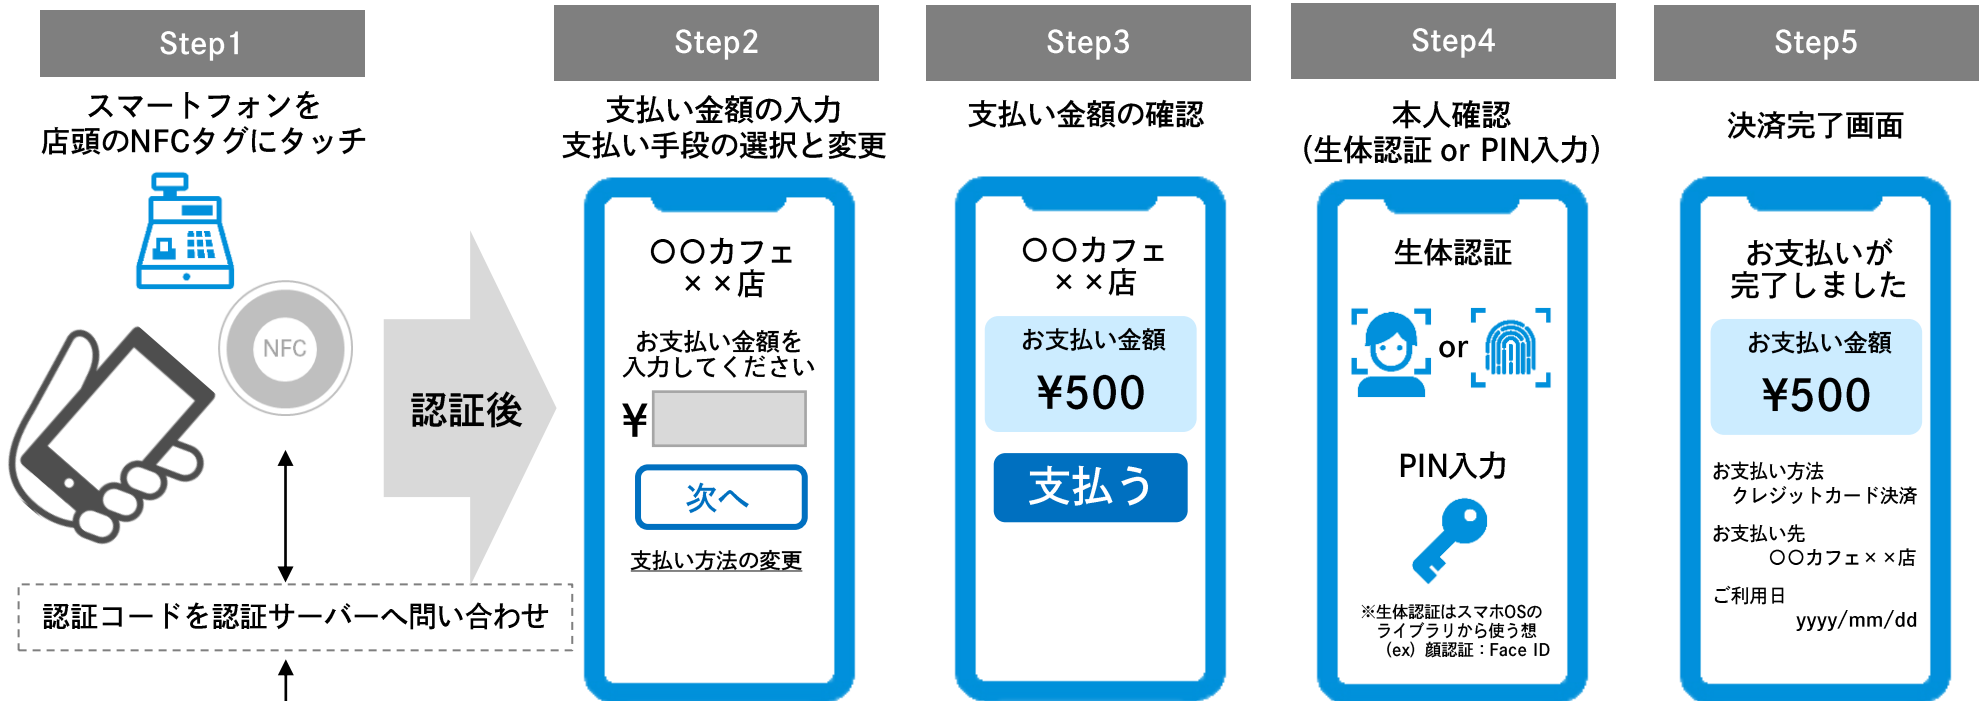 Step1
スマートフォンを
店頭のNFCタグにタッチ
NFC
認証コードを認証サーバーへ問い合わせ
認証後
Step2
支払い金額の入力
支払い手段の選択と変更
〇〇カフェ
××店
お支払い金額を
入力してください
¥
次へ
支払い方法の変更
Step3
支払い金額の確認
〇〇カフェ
××店
お支払い金額
¥500
支払う
Step4
本人確認
（生体認証 or PIN入力）
生体認証
or
PIN入力
※生体認証はスマホOSの
ライブラリから使う想
（ex）顔認証：Face ID
Step5
決済完了画面
お支払いが
完了しました
お支払い金額
¥500
お支払い方法
クレジットカード決済
お支払い先
〇〇カフェ××店
ご利用日
yyyy/mm/dd